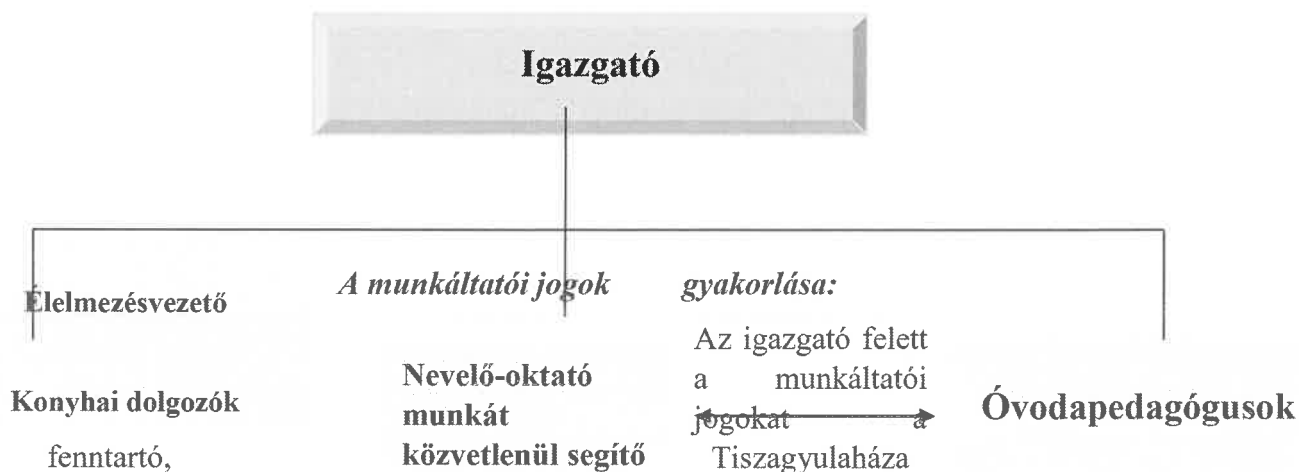 Igazgató
A munkáltatói jogok gyakorlása:
Élelmezésvezető
Konyhai dolgozók
fenntartó,
Nevelő-oktató
munkát
közvetlenül segítő
Az igazgató felett
a munkáltatói
jogokat a
Tiszagyulaháza
Óvodapedagógusok